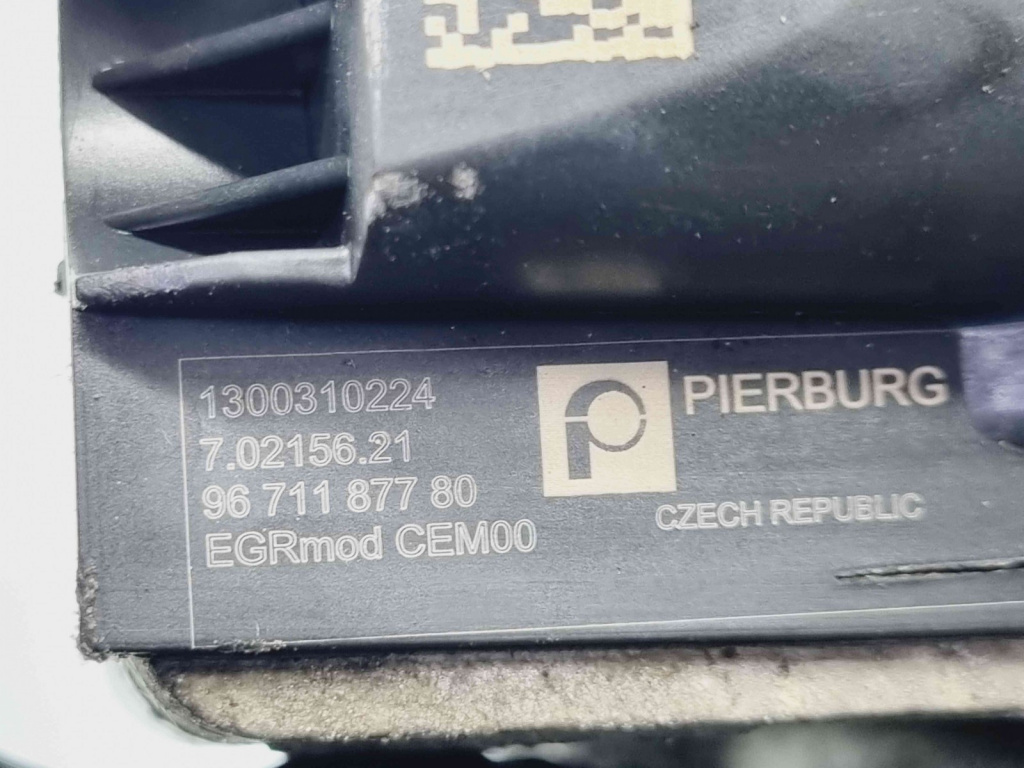 1300310224
7.02156.21
96 711 877 80
EGRmod CEM00
PIERBURG
CZECH REPUBLIC